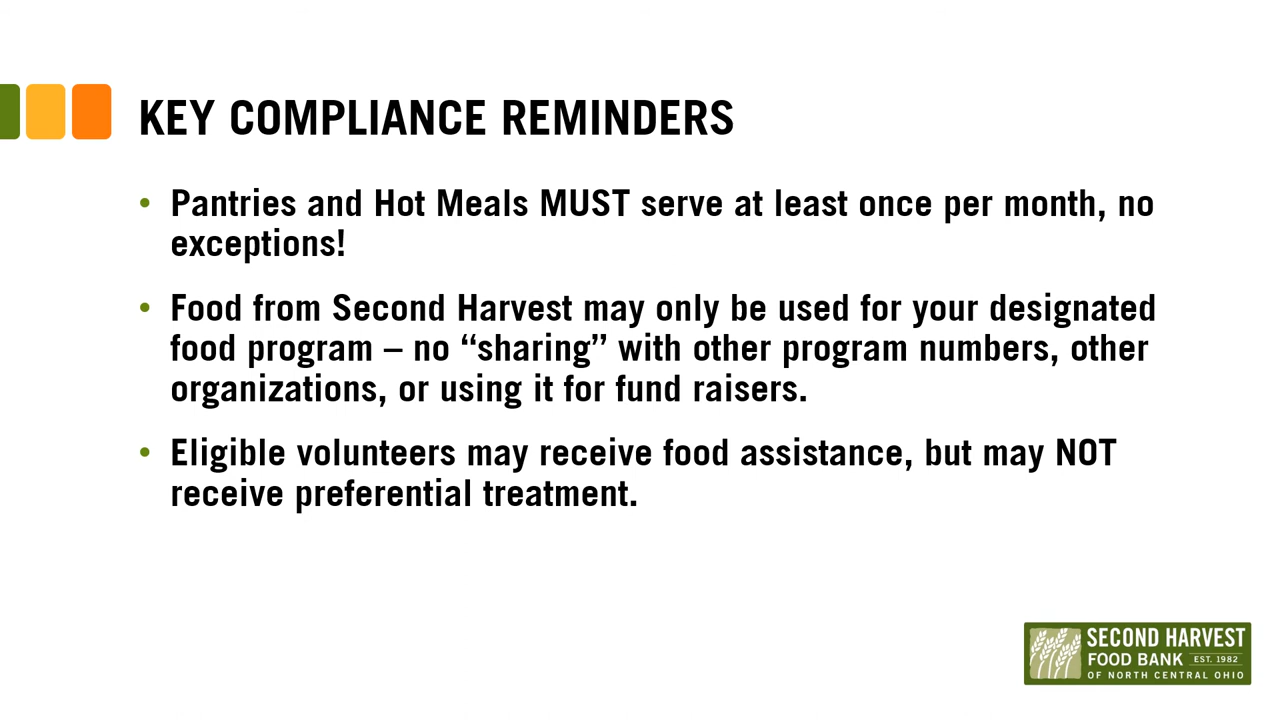 KEY COMPLIANCE REMINDERS
• Pantries and Hot Meals MUST serve at least once per month, no
exceptions!
• Food from Second Harvest may only be used for your designated
food program – no “sharing” with other program numbers, other
organizations, or using it for fund raisers.
• Eligible volunteers may receive food assistance, but may NOT
receive preferential treatment.
SECOND HARVEST
FOOD BANK EST. 1982
OF NORTH CENTRAL OHIO